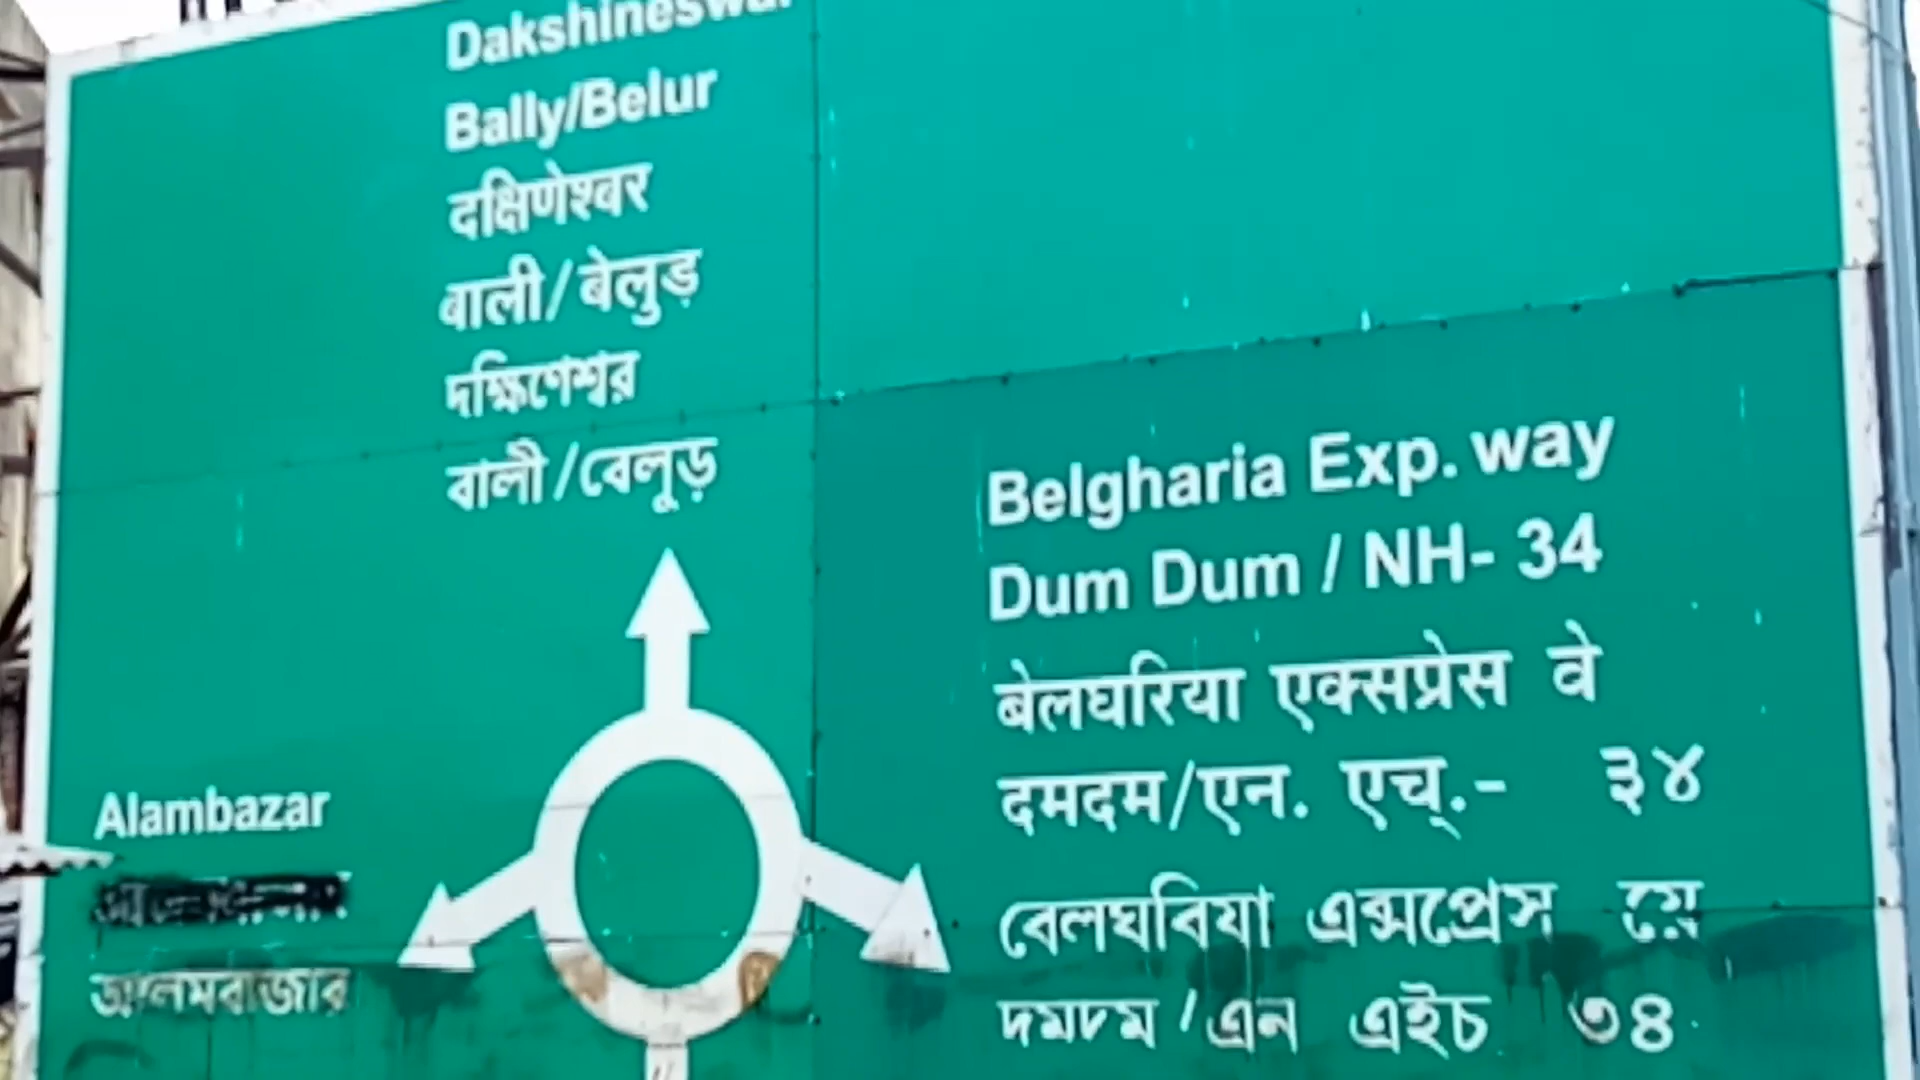 Dakshineswar
Bally/Belur
दक्षिणेश्वर
बाली/बेलुड़
দক্ষিণেশ্বর
বালী/বেলুড়
Belgharia Exp. way
Dum Dum / NH- 34
बेलघरिया एक्सप्रेस वे
दमदम/एन. एच्.- ३४
বেলঘরিয়া এক্সপ্রেস য়ে
দমদম/এন এইচ ৩৪
Alambazar
আলমবাজার